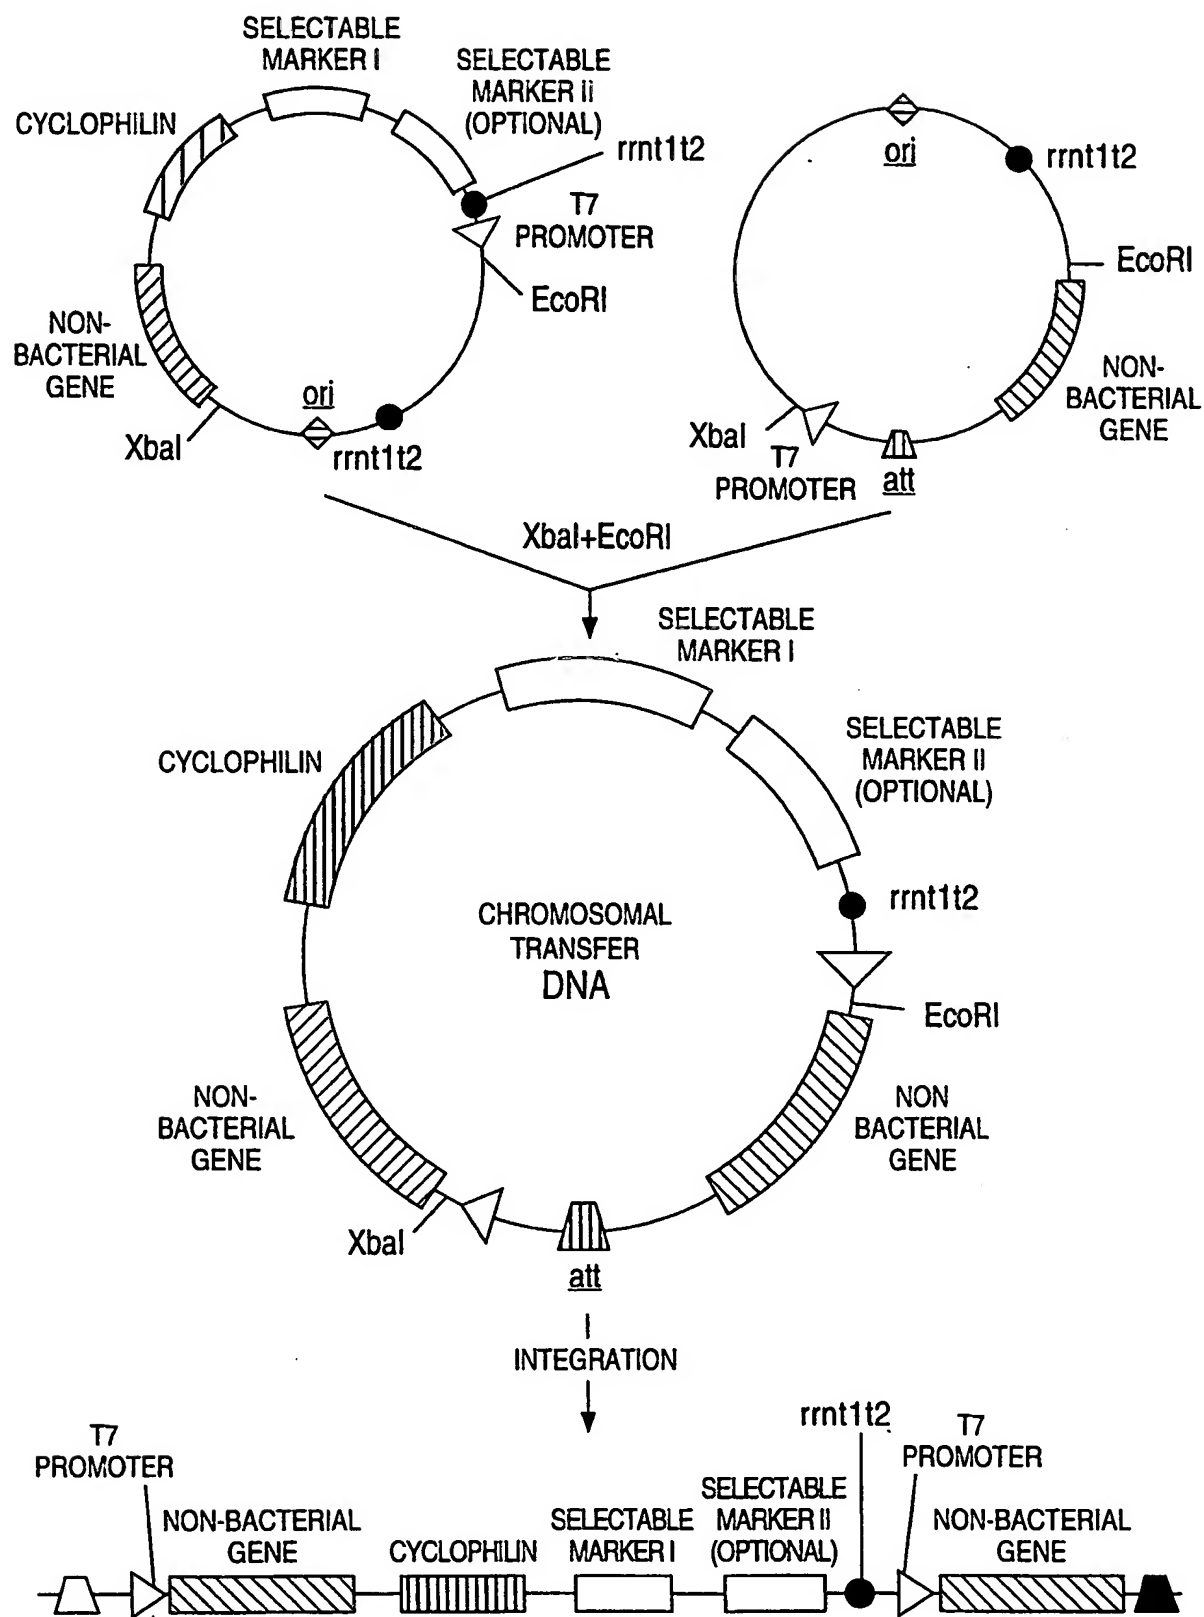 SELECTABLE
MARKER I
SELECTABLE
MARKER II
(OPTIONAL)
CYCLOPHILIN
rrnt1t2
T7
PROMOTER
EcoRI
NON-
BACTERIAL
GENE
ori
XbaI
rrnt1t2
ori
rrnt1t2
EcoRI
NON-
BACTERIAL
GENE
XbaI
T7
PROMOTER
att
XbaI+EcoRI
SELECTABLE
MARKER I
SELECTABLE
MARKER II
(OPTIONAL)
CYCLOPHILIN
rrnt1t2
CHROMOSOMAL
TRANSFER
DNA
EcoRI
NON-
BACTERIAL
GENE
NON
BACTERIAL
GENE
XbaI
att
INTEGRATION
T7
PROMOTER
NON-BACTERIAL
GENE
CYCLOPHILIN
SELECTABLE
MARKER I
SELECTABLE
MARKER II
(OPTIONAL)
rrnt1t2
T7
PROMOTER
NON-BACTERIAL
GENE